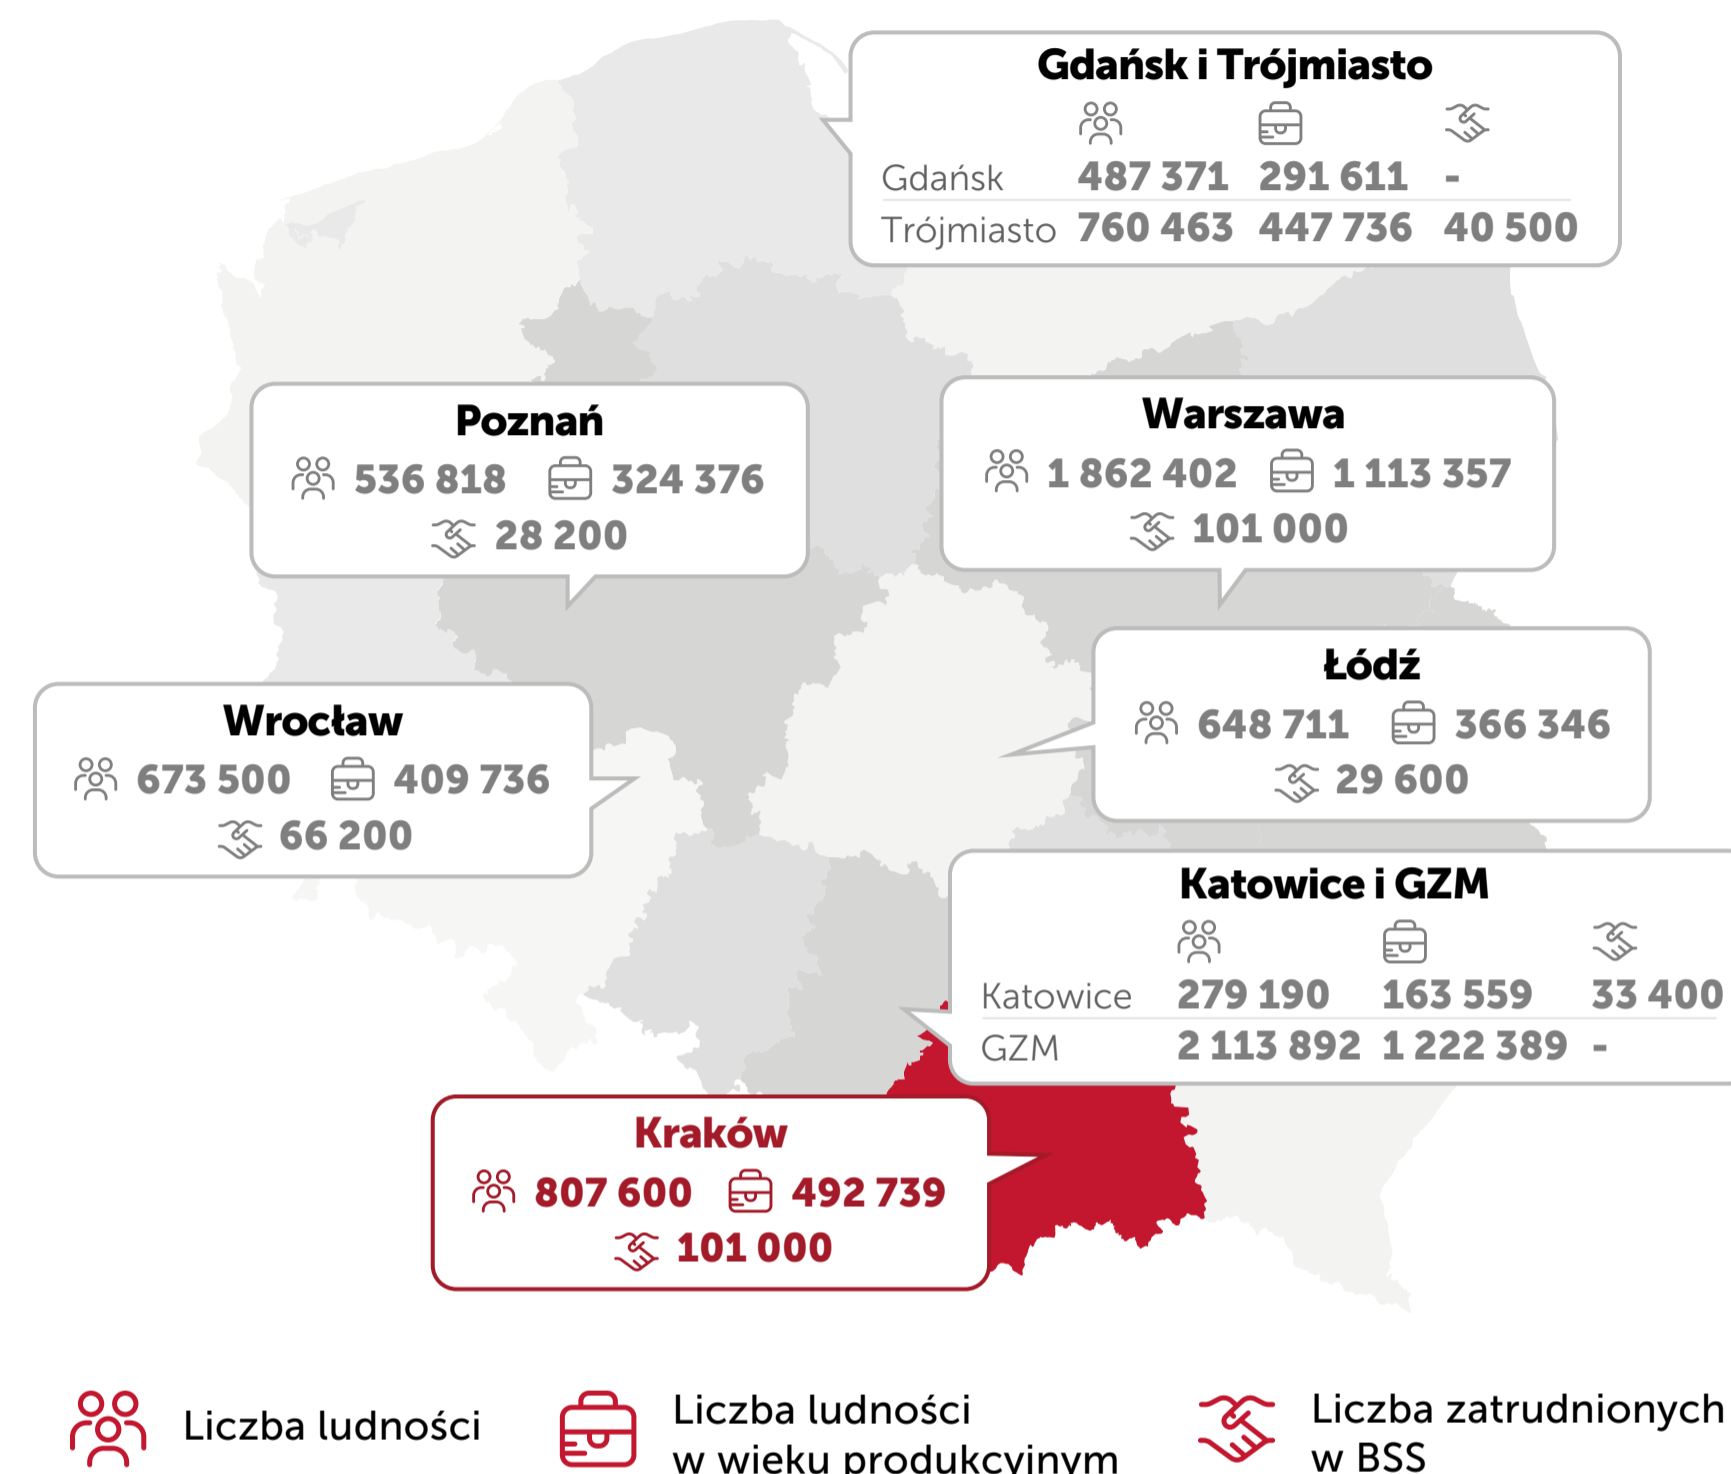 Gdańsk i Trójmiasto
Gdańsk 487 371 291 611 -
Trójmiasto 760 463 447 736 40 500
Poznań
536 818 324 376
28 200
Warszawa
1 862 402 1 113 357
101 000
Łódź
648 711 366 346
29 600
Wrocław
673 500 409 736
66 200
Katowice i GZM
Katowice 279 190 163 559 33 400
GZM 2 113 892 1 222 389 -
Kraków
807 600 492 739
101 000
Liczba ludności
Liczba ludności
w wieku produkcyjnym
Liczba zatrudnionych
w BSS